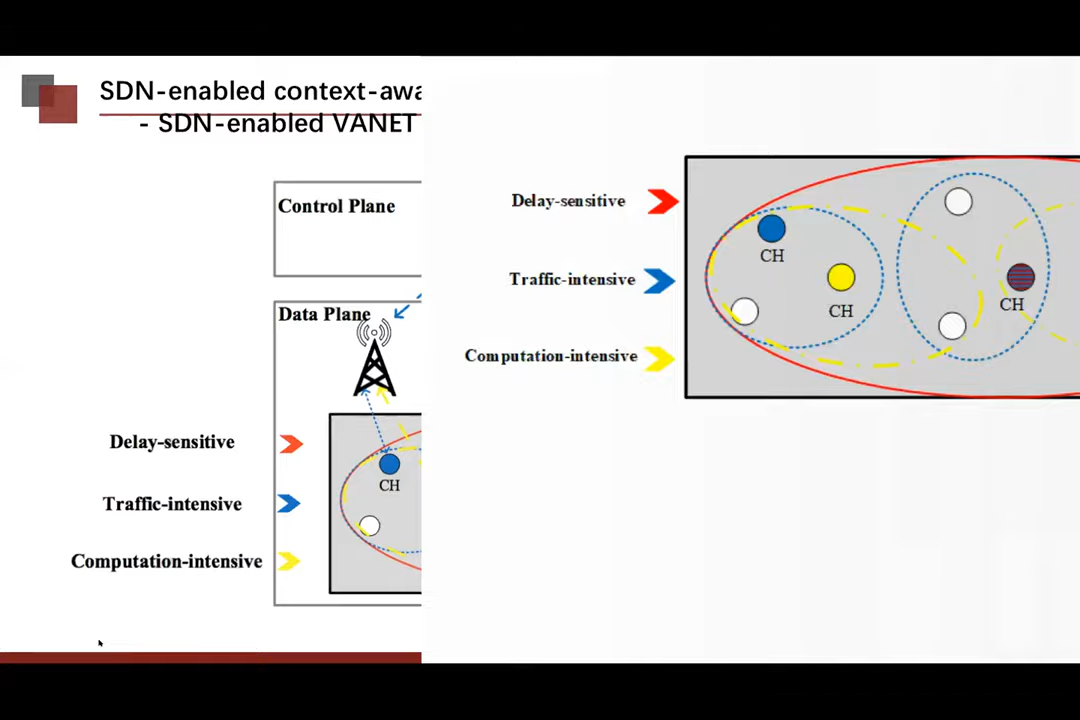 SDN-enabled context-awa
- SDN-enabled VANET
Control Plane
Data Plane
Delay-sensitive
CH
Traffic-intensive
Computation-intensive
Delay-sensitive
CH
Traffic-intensive
CH
CH
Computation-intensive